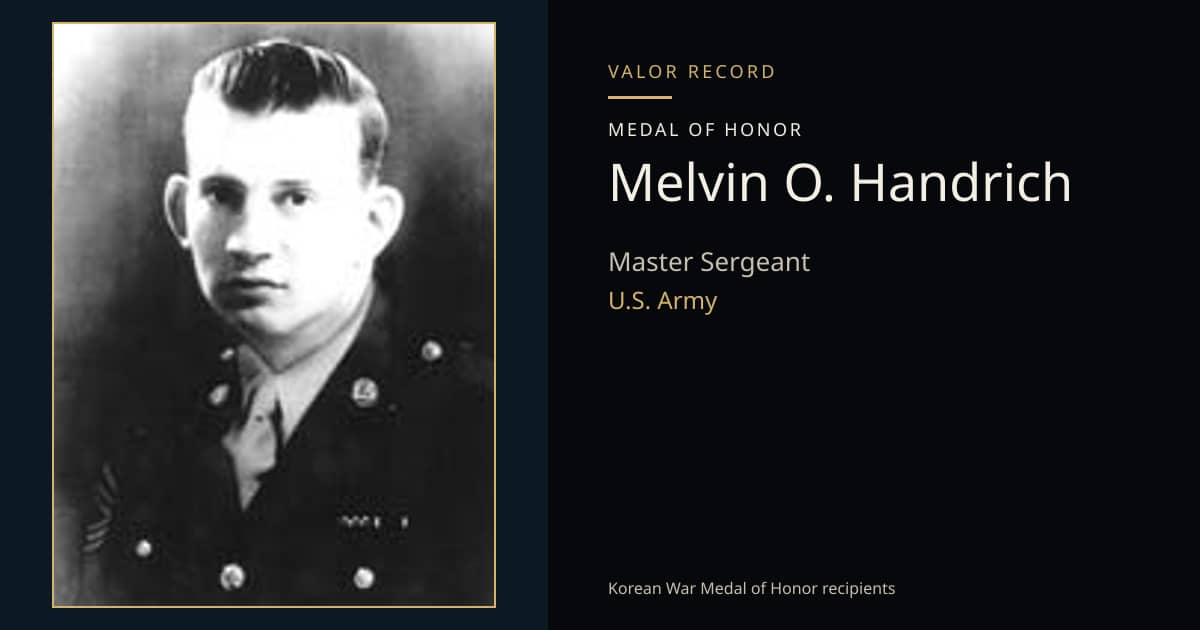 VALOR RECORD
MEDAL OF HONOR
Melvin O. Handrich
Master Sergeant
U.S. Army
Korean War Medal of Honor recipients